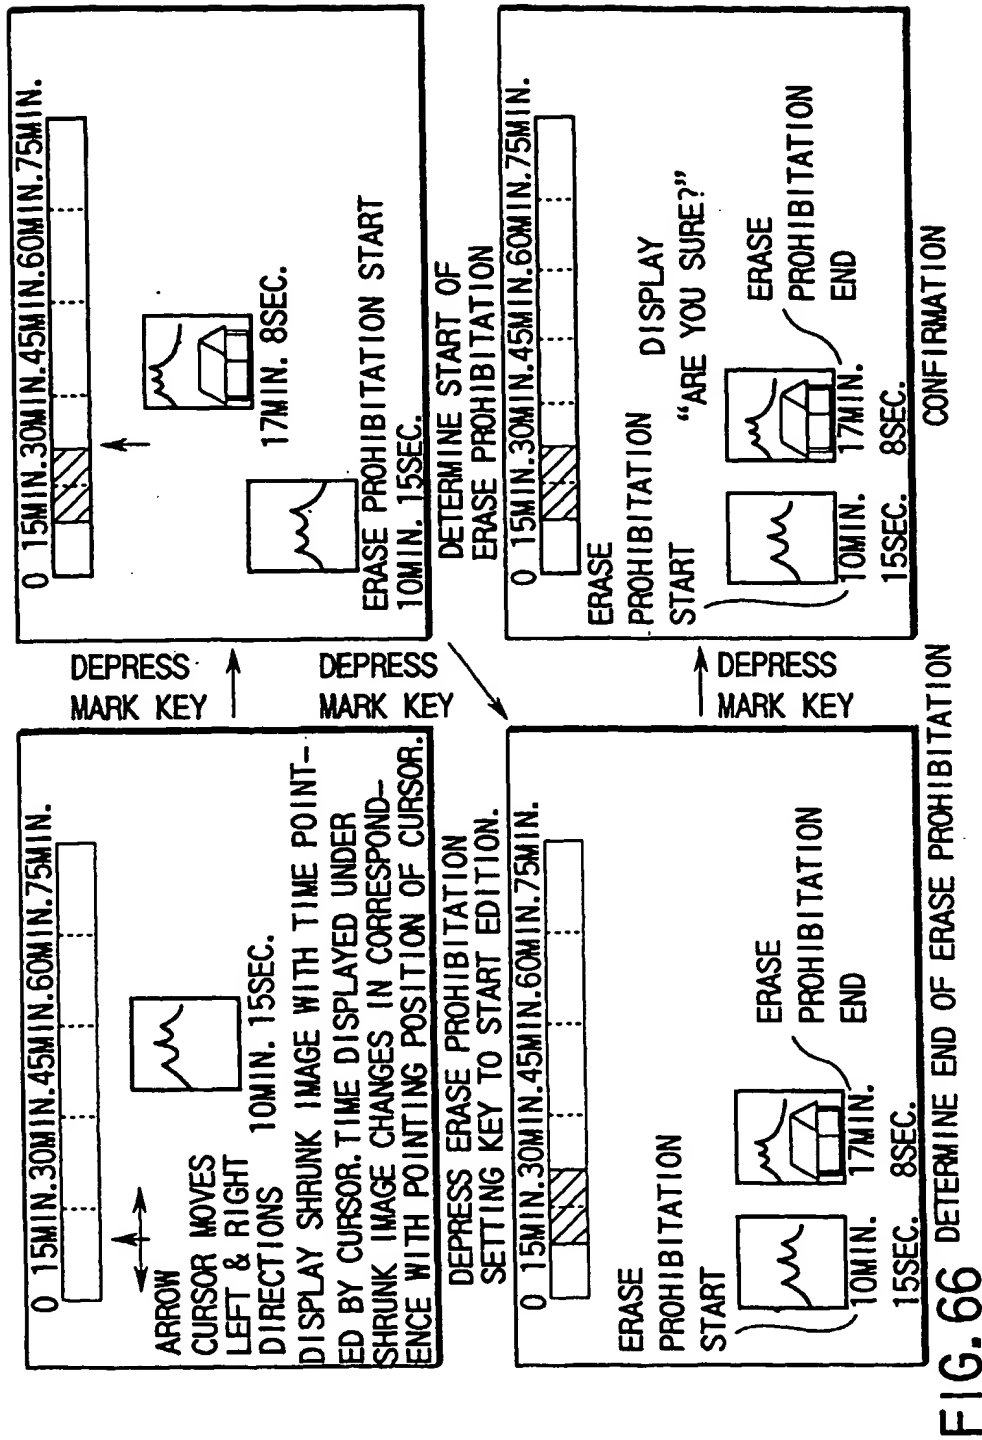 0 15MIN.30MIN.45MIN.60MIN.75MIN.
ARROW
CURSOR MOVES
LEFT & RIGHT
DIRECTIONS
10MIN. 15SEC.
DISPLAY SHRUNK IMAGE WITH TIME POINT-
ED BY CURSOR.TIME DISPLAYED UNDER
SHRUNK IMAGE CHANGES IN CORRESPOND-
ENCE WITH POINTING POSITION OF CURSOR.
DEPRESS ERASE PROHIBITATION
SETTING KEY TO START EDITION.
DEPRESS
MARK KEY
0 15MIN.30MIN.45MIN.60MIN.75MIN.
17MIN. 8SEC.
ERASE PROHIBITATION START
10MIN. 15SEC.
DETERMINE START OF
ERASE PROHIBITATION
DEPRESS
MARK KEY
0 15MIN.30MIN.45MIN.60MIN.75MIN.
ERASE
PROHIBITATION
START
10MIN.
15SEC.
17MIN.
8SEC.
ERASE
PROHIBITATION
END
DETERMINE END OF ERASE PROHIBITATION
DEPRESS
MARK KEY
0 15MIN.30MIN.45MIN.60MIN.75MIN.
ERASE
PROHIBITATION
START
DISPLAY
“ARE YOU SURE?”
10MIN.
15SEC.
17MIN.
8SEC.
ERASE
PROHIBITATION
END
CONFIRMATION
FIG.66